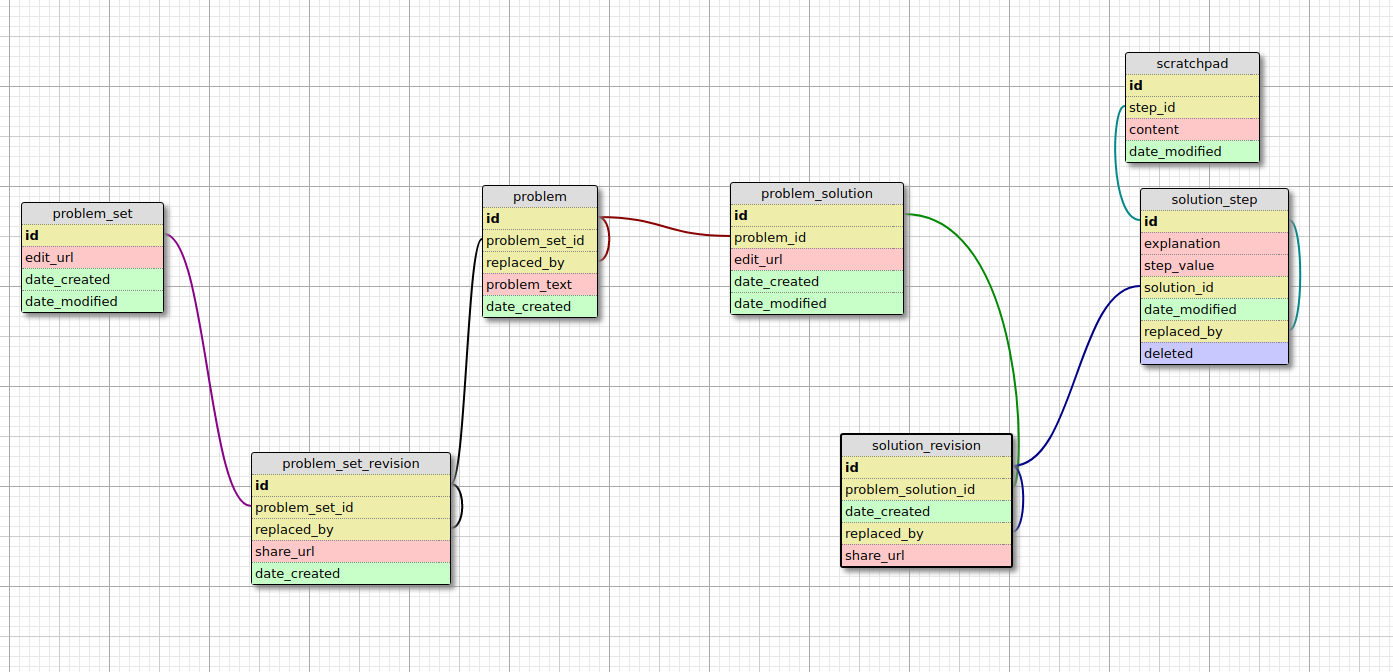 problem_set
id
edit_url
date_created
date_modified
problem_set_revision
id
problem_set_id
replaced_by
share_url
date_created
problem
id
problem_set_id
replaced_by
problem_text
date_created
problem_solution
id
problem_id
edit_url
date_created
date_modified
solution_revision
id
problem_solution_id
date_created
replaced_by
share_url
scratchpad
id
step_id
content
date_modified
solution_step
id
explanation
step_value
solution_id
date_modified
replaced_by
deleted